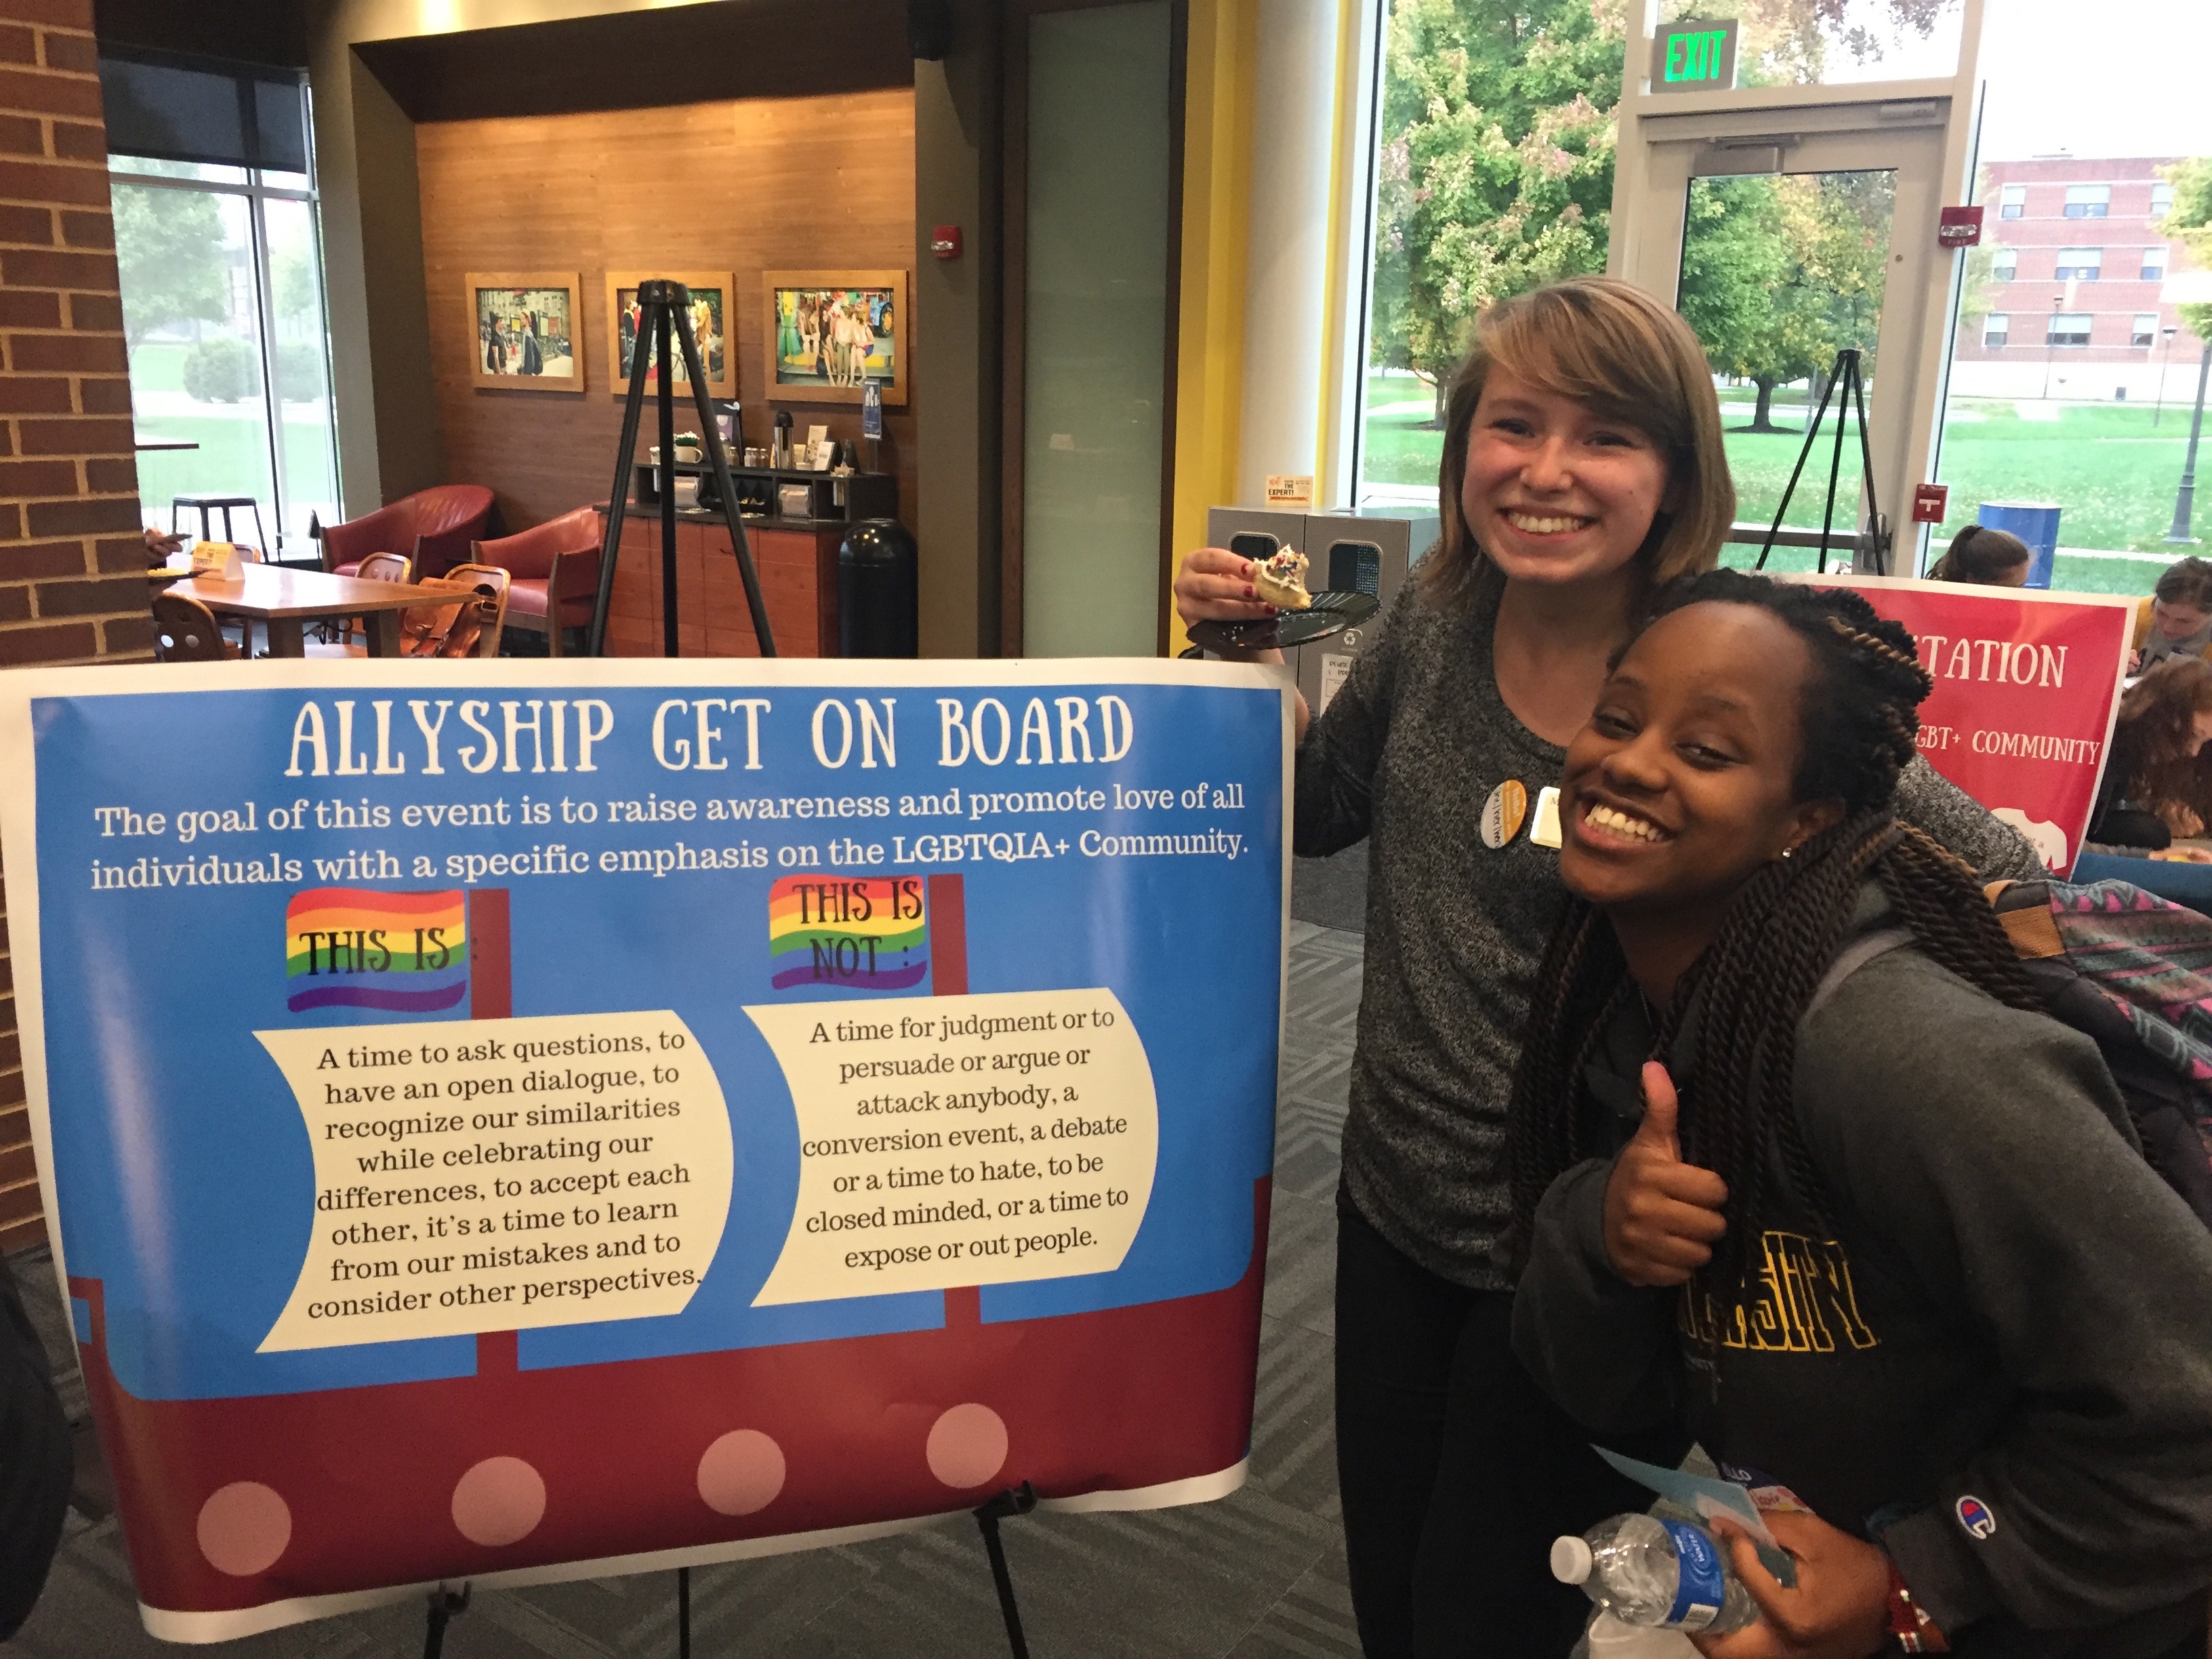 EXIT
ALLYSHIP GET ON BOARD
The goal of this event is to raise awareness and promote love of all
individuals with a specific emphasis on the LGBTQIA+ Community.
THIS IS :
A time to ask questions, to
have an open dialogue, to
recognize our similarities
while celebrating our
differences, to accept each
other, it's a time to learn
from our mistakes and to
consider other perspectives.
THIS IS
NOT :
A time for judgment or to
persuade or argue or
attack anybody, a
conversion event, a debate
or a time to hate, to be
closed minded, or a time to
expose or out people.
TATION
GBT+ COMMUNITY
THE
EXPERT!